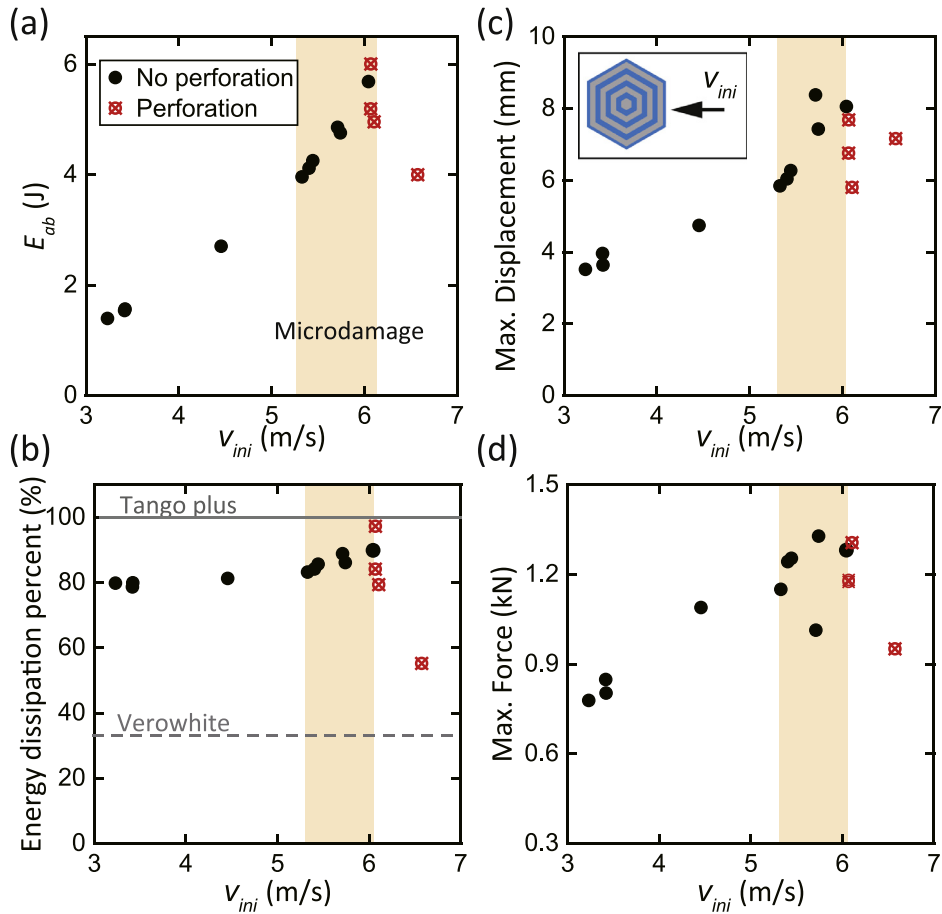 (a)
6
4
2
0
E_ab (J)
No perforation
Perforation
Microdamage
3 4 5 6 7
v_ini (m/s)
(c)
10
8
6
4
2
0
Max. Displacement (mm)
v_ini
3 4 5 6 7
v_ini (m/s)
(b)
100
80
60
40
20
0
Energy dissipation percent (%)
Tango plus
Verowhite
3 4 5 6 7
v_ini (m/s)
(d)
1.5
1.2
0.9
0.6
0.3
Max. Force (kN)
3 4 5 6 7
v_ini (m/s)